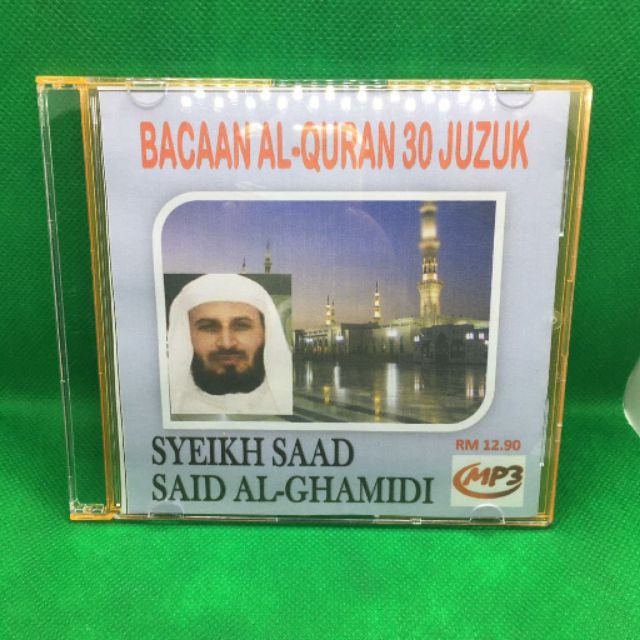 BACAAN AL-QURAN 30 JUZUK
SYEIKH SAAD
SAID AL-GHAMIDI
RM 12.90
MP3